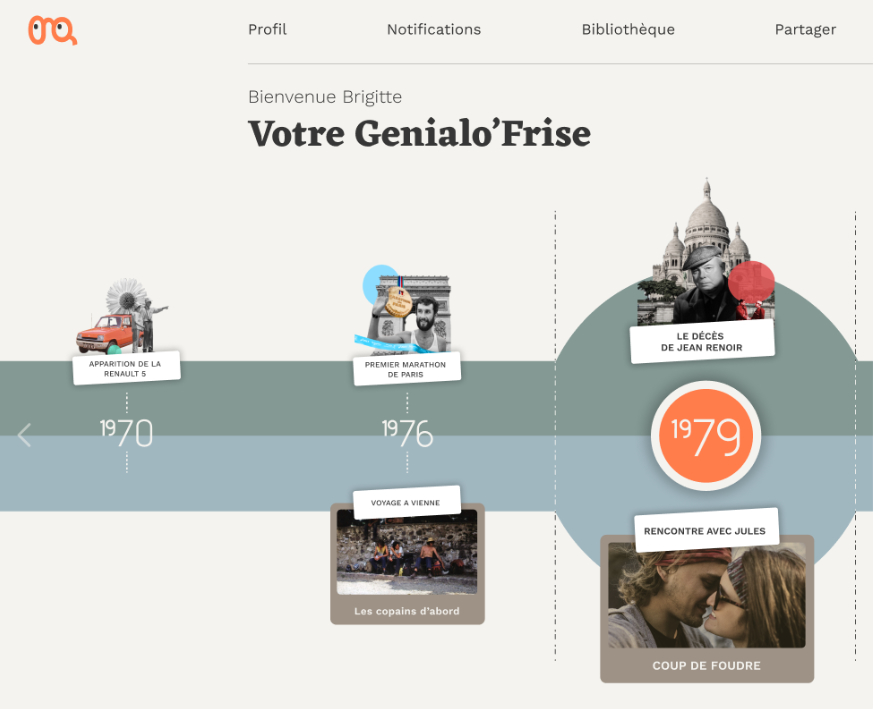 Profil
Notifications
Bibliothèque
Partager
Bienvenue Brigitte
Votre Genialo’Frise
APPARITION DE LA
RENAULT 5
1970
PREMIER MARATHON
DE PARIS
1976
VOYAGE A VIENNE
Les copains d’abord
LE DÉCÈS
DE JEAN RENOIR
1979
RENCONTRE AVEC JULES
COUP DE FOUDRE